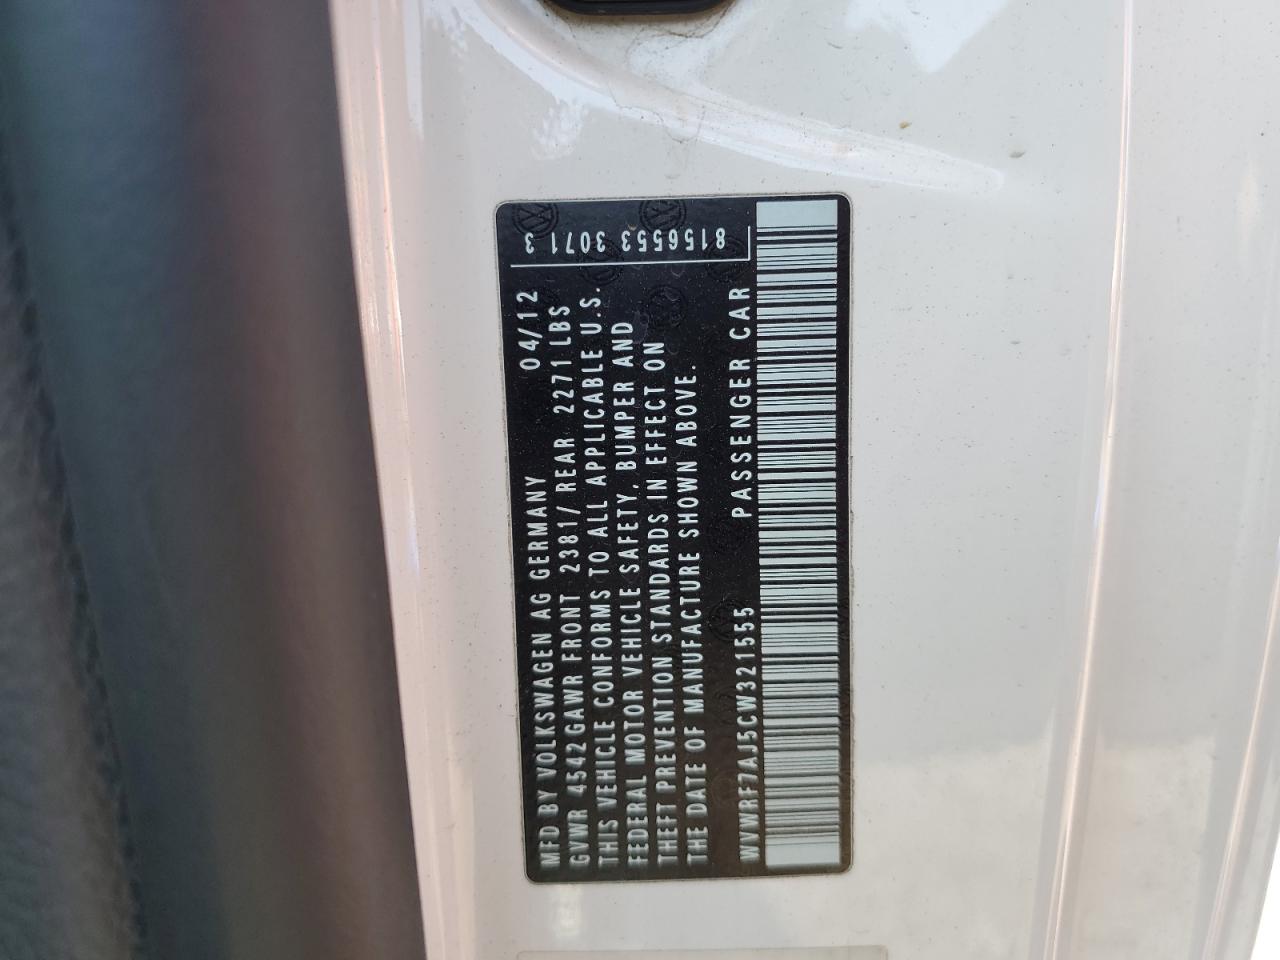 MFD BY VOLKSWAGEN AG GERMANY 04/12
GVWR 4542 GAWR FRONT 2381/ REAR 2271 LBS
THIS VEHICLE CONFORMS TO ALL APPLICABLE U.S.
FEDERAL MOTOR VEHICLE SAFETY, BUMPER AND
THEFT PREVENTION STANDARDS IN EFFECT ON
THE DATE OF MANUFACTURE SHOWN ABOVE.
WVWRF7AJ5CW321555 PASSENGER CAR
8156553 3071 3